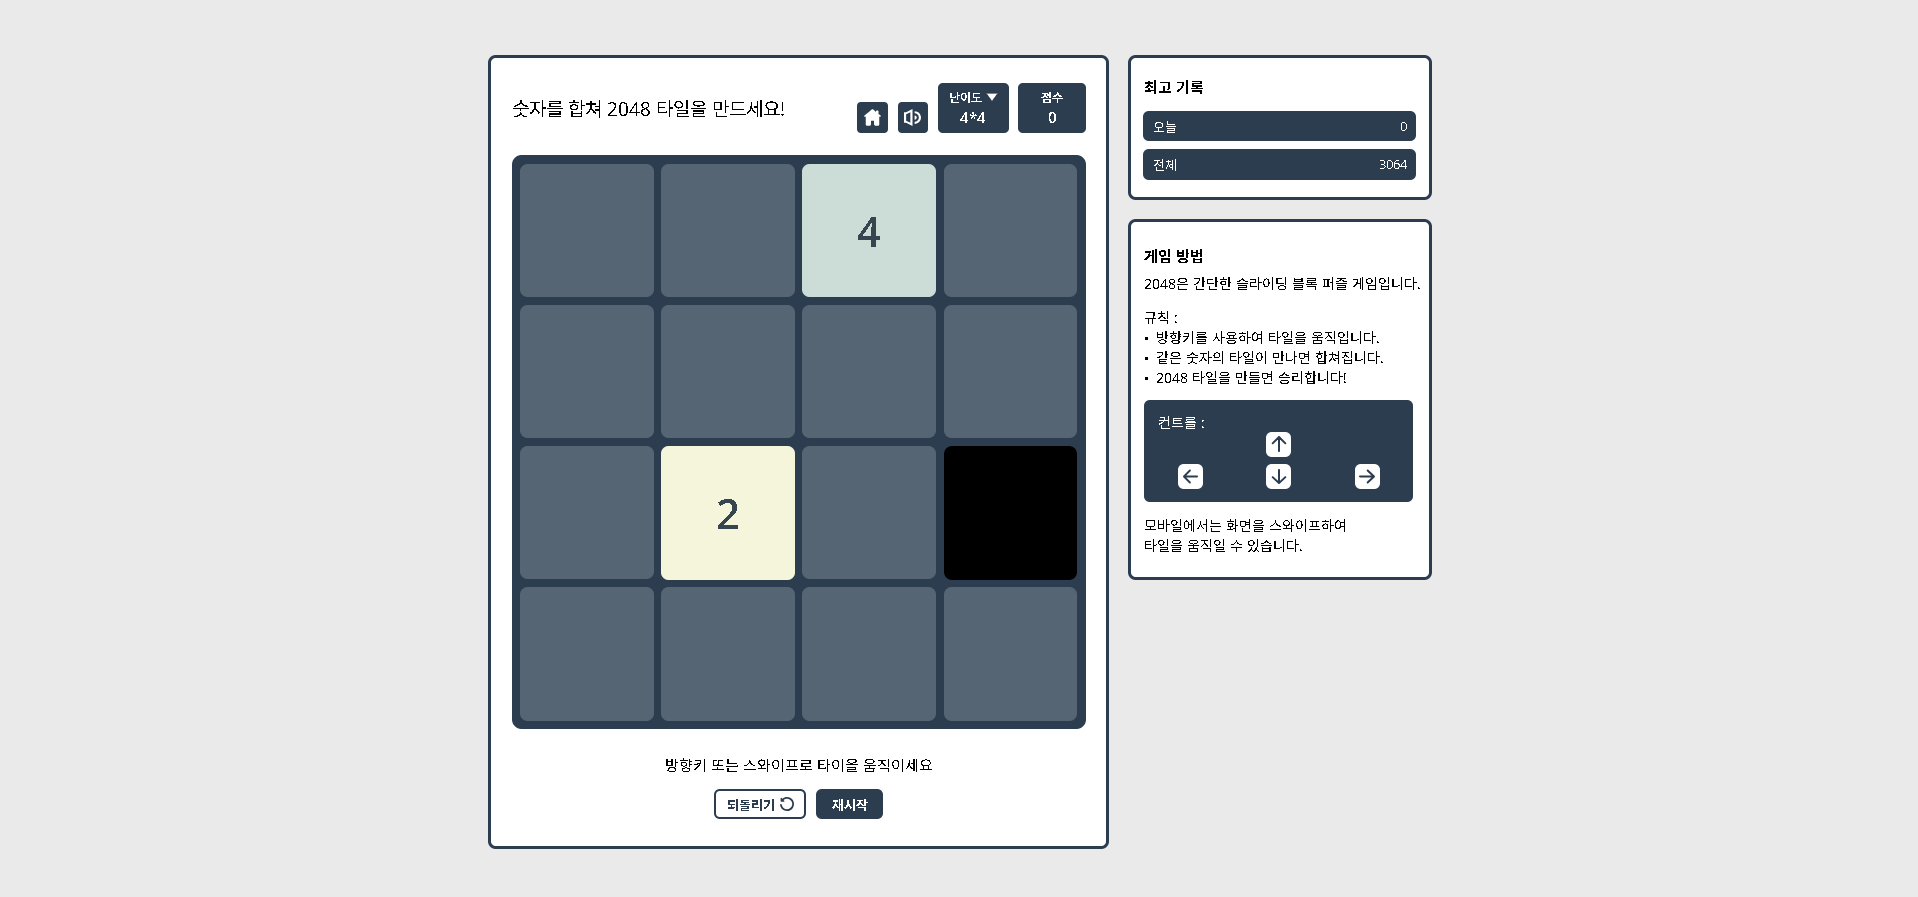 숫자를 합쳐 2048 타일을 만드세요!
난이도 ▼
4*4
점수
0
4
2
방향키 또는 스와이프로 타이을 움직이세요
되돌리기
재시작
최고 기록
오늘 0
전체 3064
게임 방법
2048은 간단한 슬라이딩 블록 퍼즐 게임입니다.
규칙 :
• 방향키를 사용하여 타일을 움직입니다.
• 같은 숫자의 타일이 만나면 합쳐집니다.
• 2048 타일을 만들면 승리합니다!
컨트롤 :
↑
← ↓ →
모바일에서는 화면을 스와이프하여
타일을 움직일 수 있습니다.